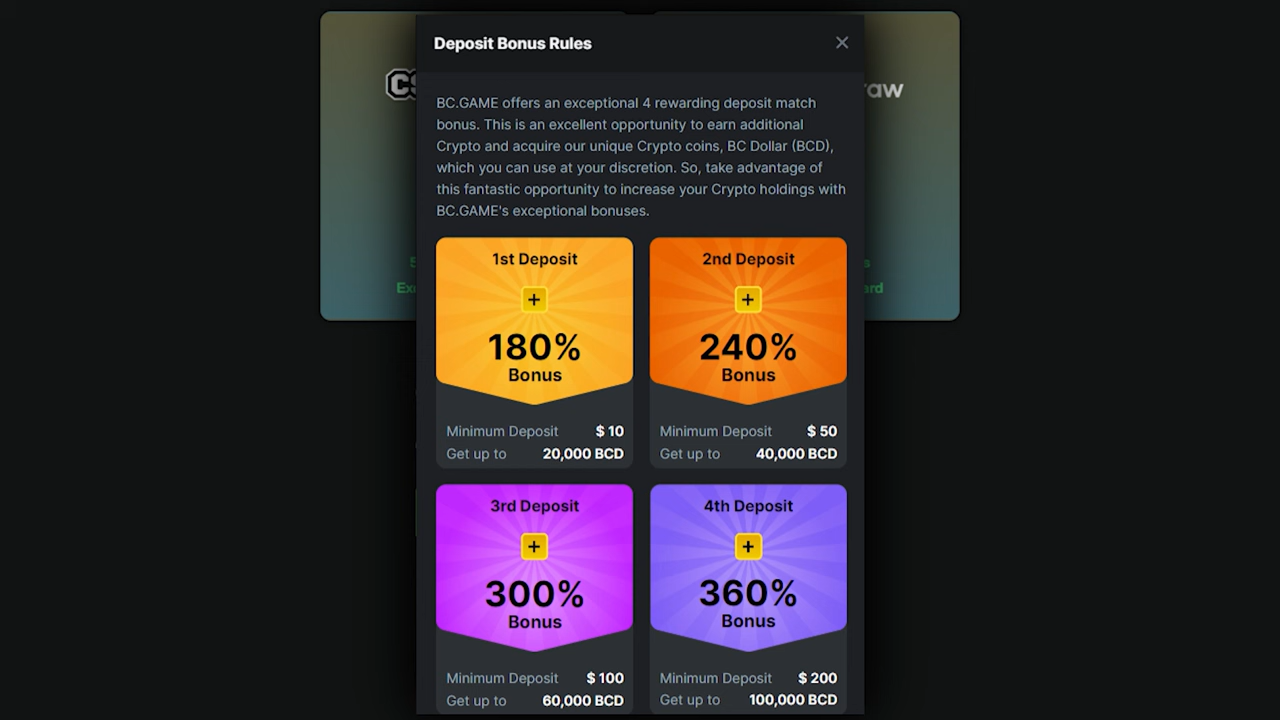 Deposit Bonus Rules
BC.GAME offers an exceptional 4 rewarding deposit match
bonus. This is an excellent opportunity to earn additional
Crypto and acquire our unique Crypto coins, BC Dollar (BCD),
which you can use at your discretion. So, take advantage of
this fantastic opportunity to increase your Crypto holdings with
BC.GAME's exceptional bonuses.
1st Deposit
+
180%
Bonus
Minimum Deposit $ 10
Get up to 20,000 BCD
2nd Deposit
+
240%
Bonus
Minimum Deposit $ 50
Get up to 40,000 BCD
3rd Deposit
+
300%
Bonus
Minimum Deposit $ 100
Get up to 60,000 BCD
4th Deposit
+
360%
Bonus
Minimum Deposit $ 200
Get up to 100,000 BCD